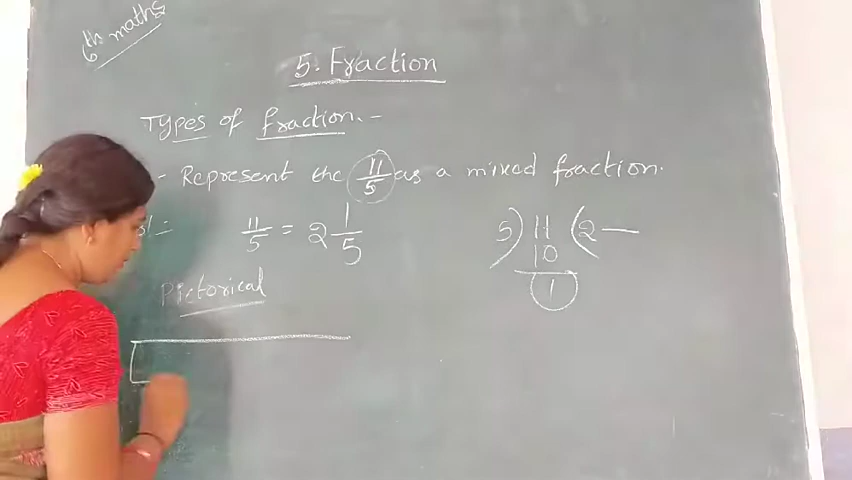 6th maths
5. Fraction
Types of fraction.-
- Represent the 11/5 as a mixed fraction.
11/5 = 2 1/5
5) 11 (2
10
1
Pictorical